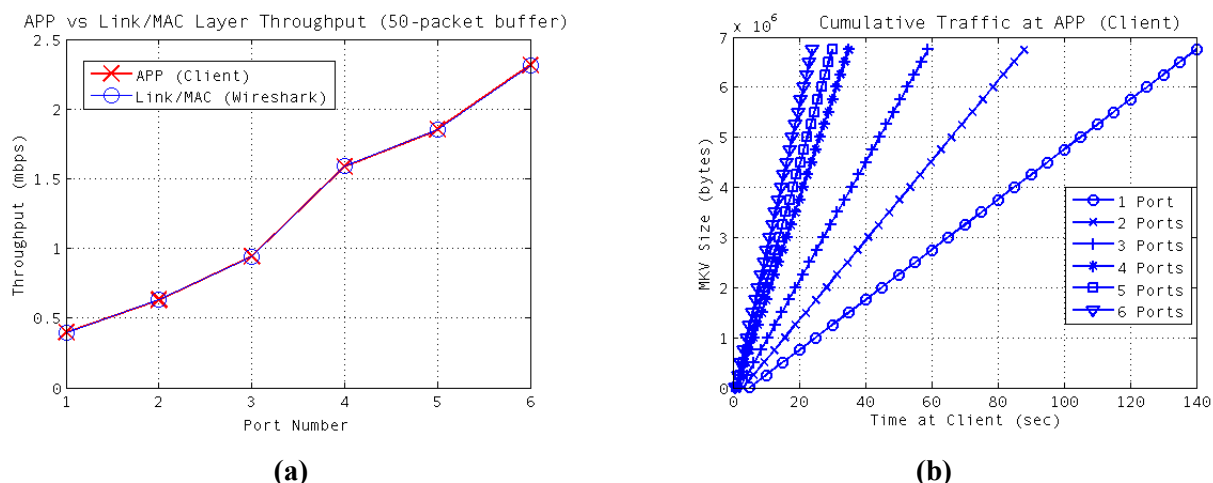 APP vs Link/MAC Layer Throughput (50-packet buffer)
2.5
2
1.5
1
0.5
0
1 2 3 4 5 6
Throughput (mbps)
Port Number
APP (Client)
Link/MAC (Wireshark)
(a)
Cumulative Traffic at APP (Client)
x 10^6
7
6
5
4
3
2
1
0
0 20 40 60 80 100 120 140
MKV Size (bytes)
Time at Client (sec)
1 Port
2 Ports
3 Ports
4 Ports
5 Ports
6 Ports
(b)